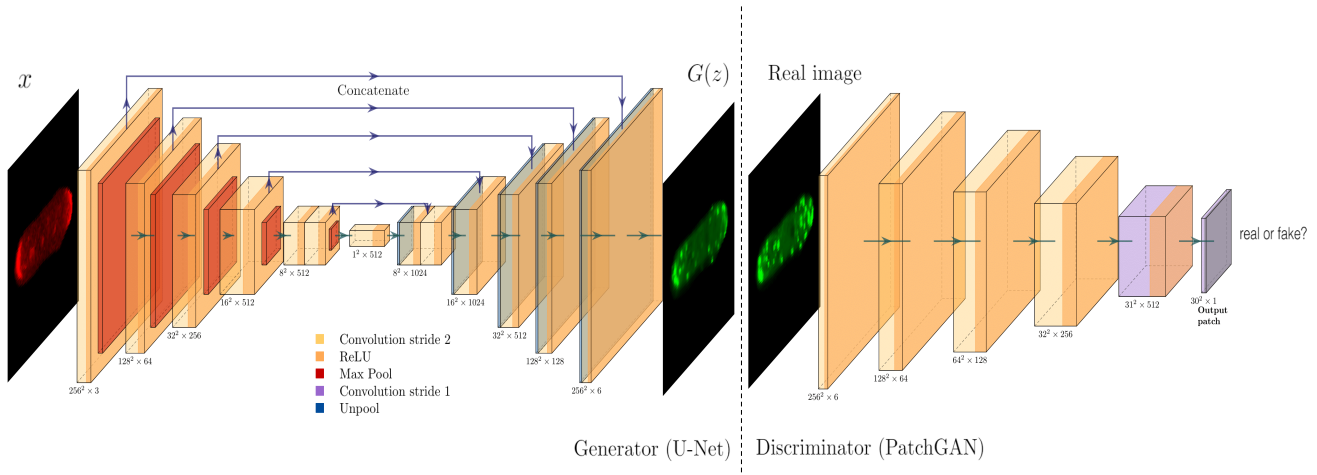 x
Concatenate
G(z)
256² × 3
128² × 64
32² × 256
16² × 512
8² × 512
1² × 512
8² × 1024
16² × 1024
32² × 512
128² × 128
256² × 6
Convolution stride 2
ReLU
Max Pool
Convolution stride 1
Unpool
Generator (U-Net)
Real image
256² × 6
128² × 64
64² × 128
32² × 256
31² × 512
30² × 1
Output
patch
real or fake?
Discriminator (PatchGAN)